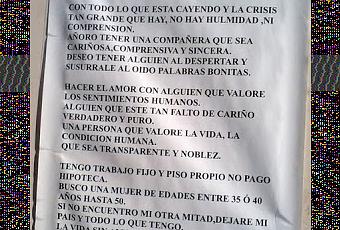 CON TODO LO QUE ESTA CAYENDO Y LA CRISIS
TAN GRANDE QUE HAY, NO HAY HULMIDAD ,NI
COMPRENSION.
AÑORO TENER UNA COMPAÑERA QUE SEA
CARIÑOSA,COMPRENSIVA Y SINCERA.
DESEO TENER ALGUIEN AL DESPERTAR Y
SUSURRALE AL OIDO PALABRAS BONITAS.
HACER EL AMOR CON ALGUIEN QUE VALORE
LOS SENTIMIENTOS HUMANOS.
ALGUIEN QUE ESTE TAN FALTO DE CARIÑO
VERDADERO Y PURO.
UNA PERSONA QUE VALORE LA VIDA, LA
CONDICION HUMANA.
QUE SEA TRANSPARENTE Y NOBLEZ.
TENGO TRABAJO FIJO Y PISO PROPIO NO PAGO
HIPOTECA.
BUSCO UNA MUJER DE EDADES ENTRE 35 Ó 40
AÑOS HASTA 50.
SI NO ENCUENTRO MI OTRA MITAD,DEJARE MI
PAIS Y TODO LO QUE TENGO.
LA VIDA SIN